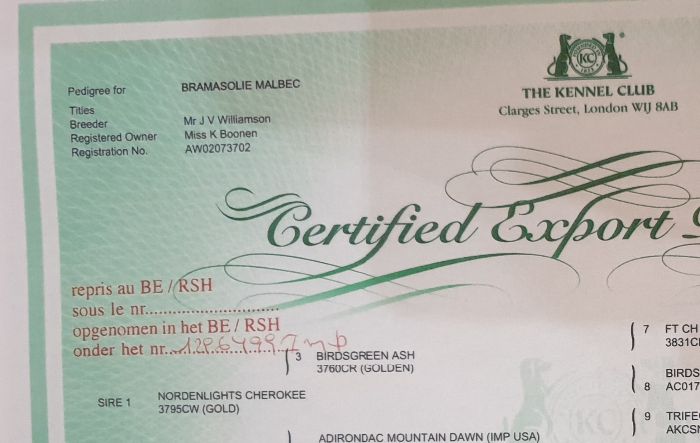 Pedigree for BRAMASOLIE MALBEC
Titles
Breeder Mr J V Williamson
Registered Owner Miss K Boonen
Registration No. AW02073702
KC
THE KENNEL CLUB
Clarges Street, London W1J 8AB
Certified Export
repris au BE / RSH
sous le nr..............................
opgenomen in het BE / RSH
onder het nr.
3 BIRDSGREEN ASH
3760CR (GOLDEN)
SIRE 1 NORDENLIGHTS CHEROKEE
3795CW (GOLD)
ADIRONDAC MOUNTAIN DAWN (IMP USA)
7 FT CH
3831C
BIRDS
8 AC017
9 TRIFE
AKCS